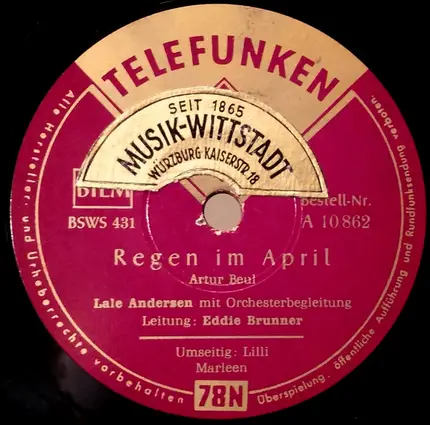 TELEFUNKEN
SEIT 1865
MUSIK-WITTSTADT
WÜRZBURG KAISERSTR. 18
BIEM
BSWS 431
Bestell-Nr.
A 10862
Regen im April
Artur Beul
Lale Andersen mit Orchesterbegleitung
Leitung: Eddie Brunner
Umseitig: Lilli
Marleen
78N
Alle Hersteller- und Urheberrechte vorbehalten
Überspielung, öffentliche Aufführung und Rundfunksendung verboten.